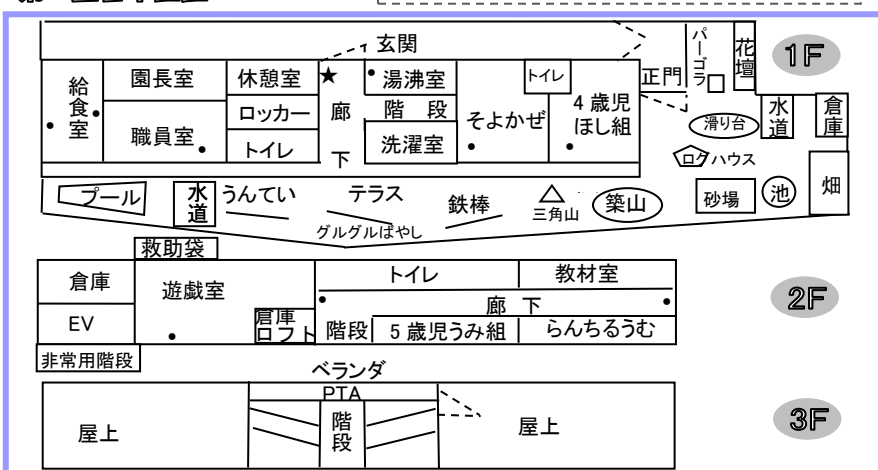 玄関
パーゴラ
花壇
1F
給食室
園長室
休憩室
★
湯沸室
トイレ
正門
職員室
ロッカー
廊下
階 段
そよかぜ
4歳児
ほし組
滑り台
水道
倉庫
トイレ
洗濯室
ログハウス
プール
水道
うんてい
テラス
鉄棒
三角山
築山
砂場
池
畑
グルグルばやし
救助袋
倉庫
遊戯室
トイレ
教材室
2F
廊 下
EV
倉庫
ロフト
階段
5歳児うみ組
らんちるうむ
非常用階段
ベランダ
PTA
階段
屋上
屋上
3F